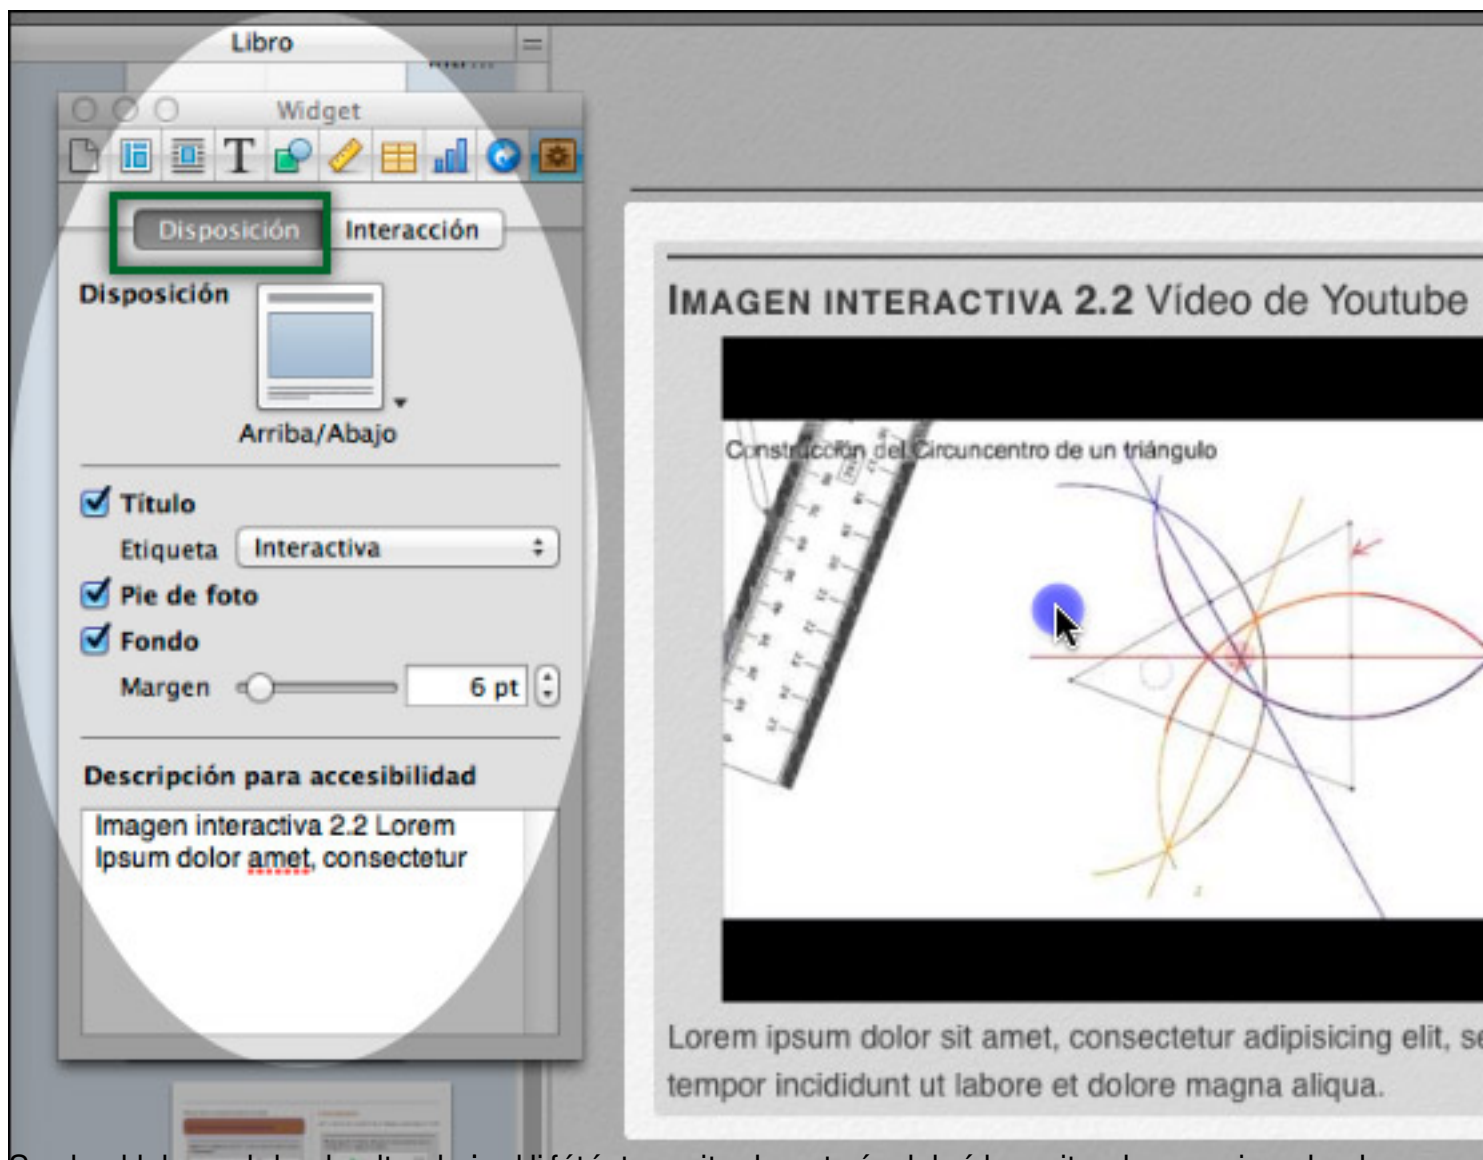 Libro
Widget
Disposición Interacción
Disposición
Arriba/Abajo
Título
Etiqueta Interactiva
Pie de foto
Fondo
Margen 6 pt
Descripción para accesibilidad
Imagen interactiva 2.2 Lorem
Ipsum dolor amet, consectetur
IMAGEN INTERACTIVA 2.2 Vídeo de Youtube
Construcción del Circuncentro de un triángulo
Lorem ipsum dolor sit amet, consectetur adipisicing elit, se
tempor incididunt ut labore et dolore magna aliqua.